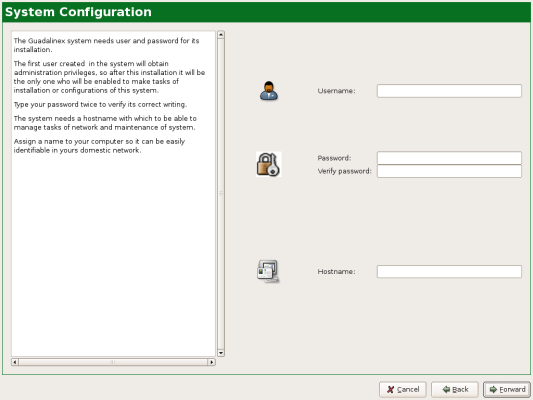 System Configuration
The Guadalinex system needs user and password for its
installation.
The first user created in the system will obtain
administration privileges, so after this installation it will be
the only one who will be enabled to make tasks of
installation or configurations of this system.
Type your password twice to verify its correct writing.
The system needs a hostname with which to be able to
manage tasks of network and maintenance of system.
Assign a name to your computer so it can be easily
identifiable in yours domestic network.
Username:
Password:
Verify password:
Hostname:
Cancel
Back
Forward